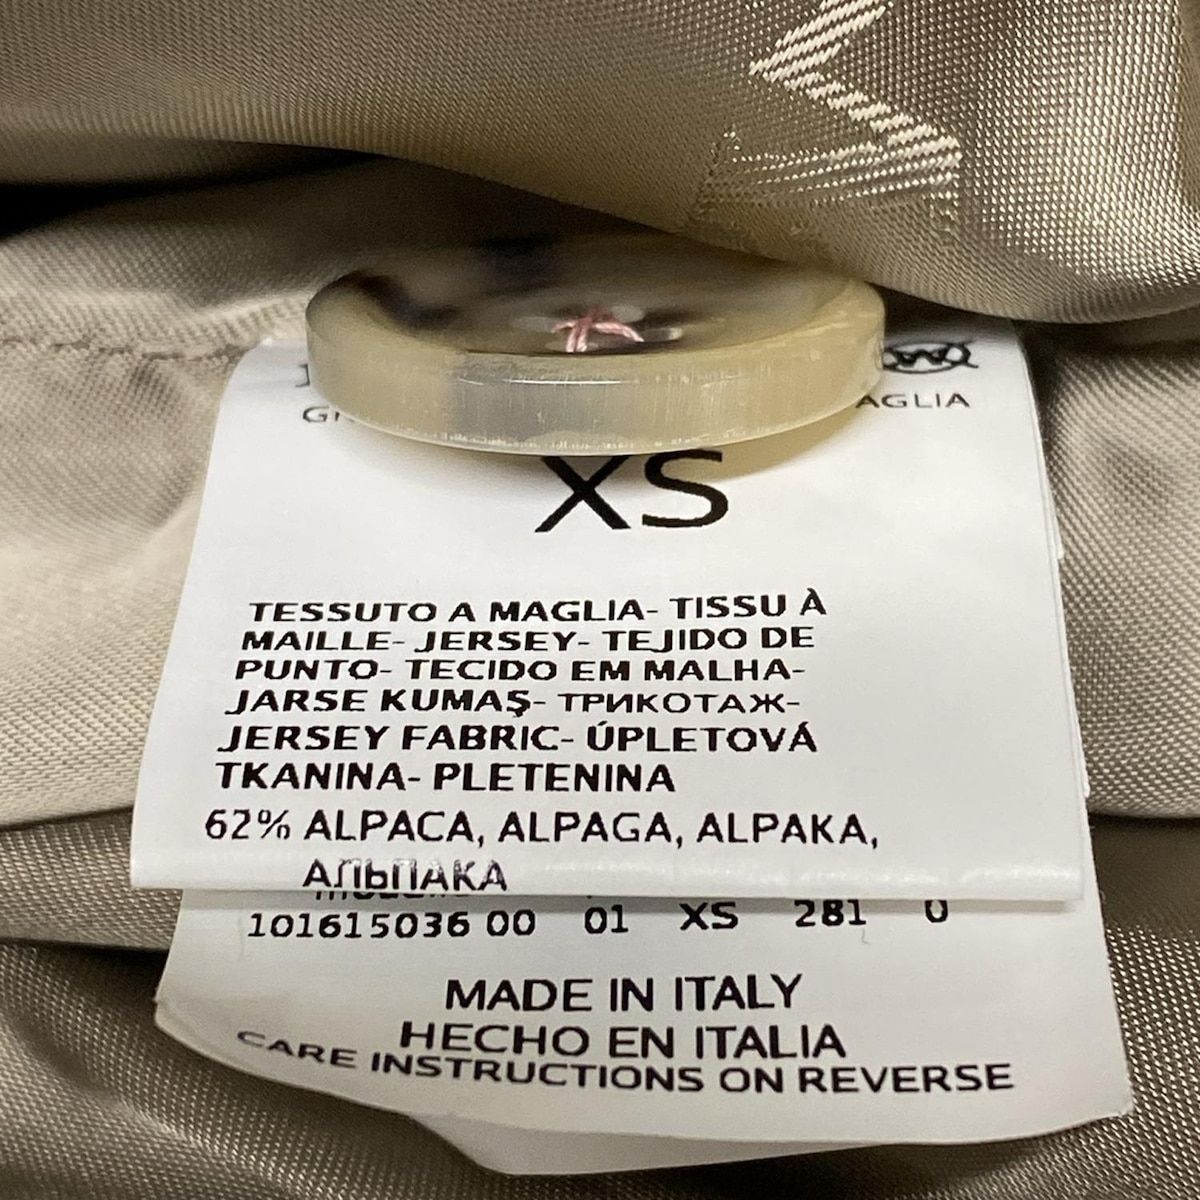 XS
TESSUTO A MAGLIA- TISSU À
MAILLE- JERSEY- TEJIDO DE
PUNTO- TECIDO EM MALHA-
JARSE KUMAŞ- ТРИКОТАЖ-
JERSEY FABRIC- ÚPLETOVÁ
TKANINA- PLETENINA
62% ALPACA, ALPAGA, ALPAKA,
АЛЬПАКА
101615036 00 01 XS 281 0
MADE IN ITALY
HECHO EN ITALIA
CARE INSTRUCTIONS ON REVERSE